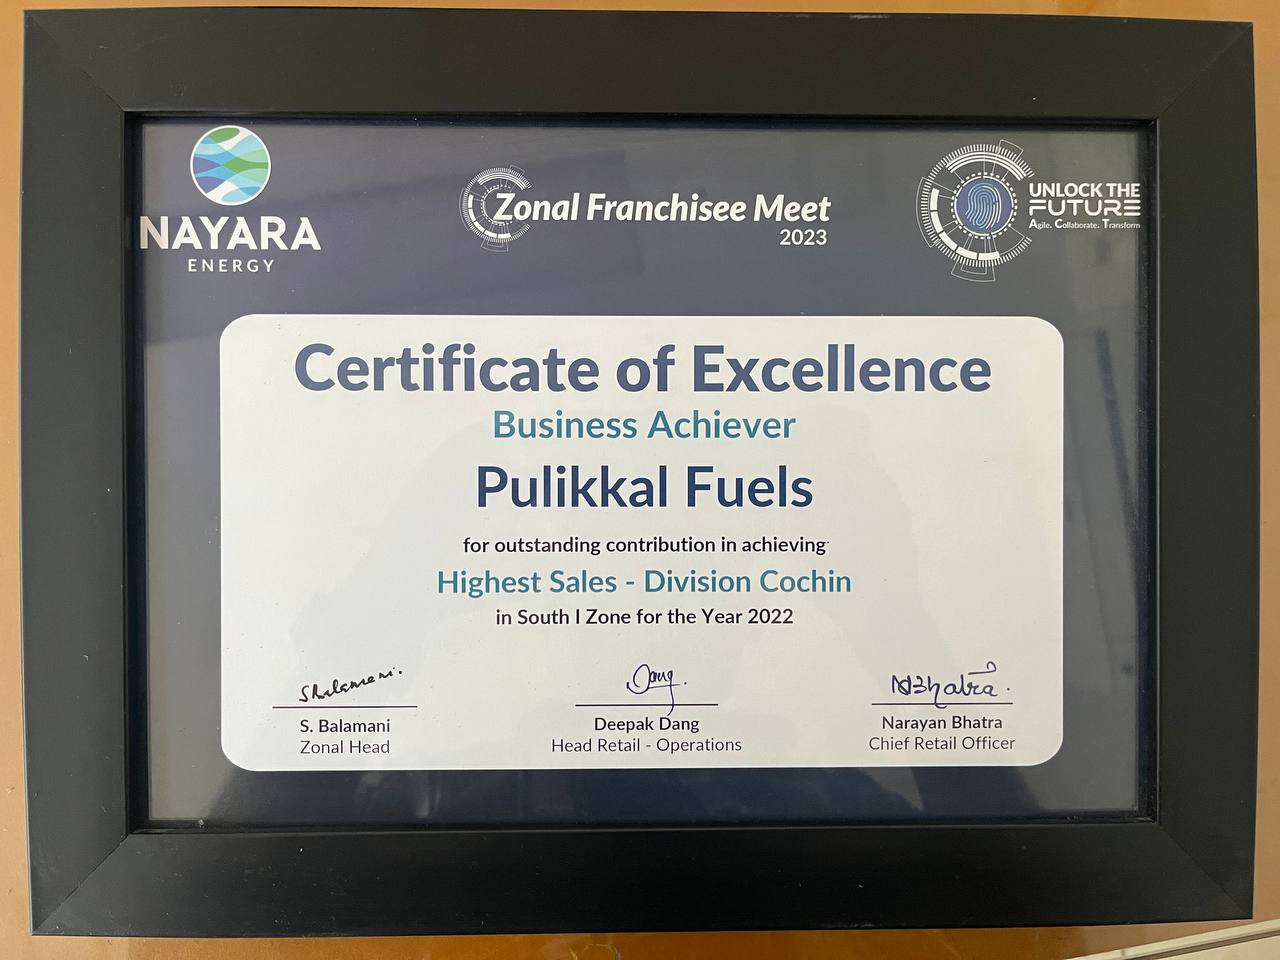 NAYARA
ENERGY
Zonal Franchisee Meet
2023
UNLOCK THE
FUTURE
Agile. Collaborate. Transform
Certificate of Excellence
Business Achiever
Pulikkal Fuels
for outstanding contribution in achieving
Highest Sales - Division Cochin
in South I Zone for the Year 2022
S. Balamani
Zonal Head
Dang.
Deepak Dang
Head Retail - Operations
NBhatra.
Narayan Bhatra
Chief Retail Officer